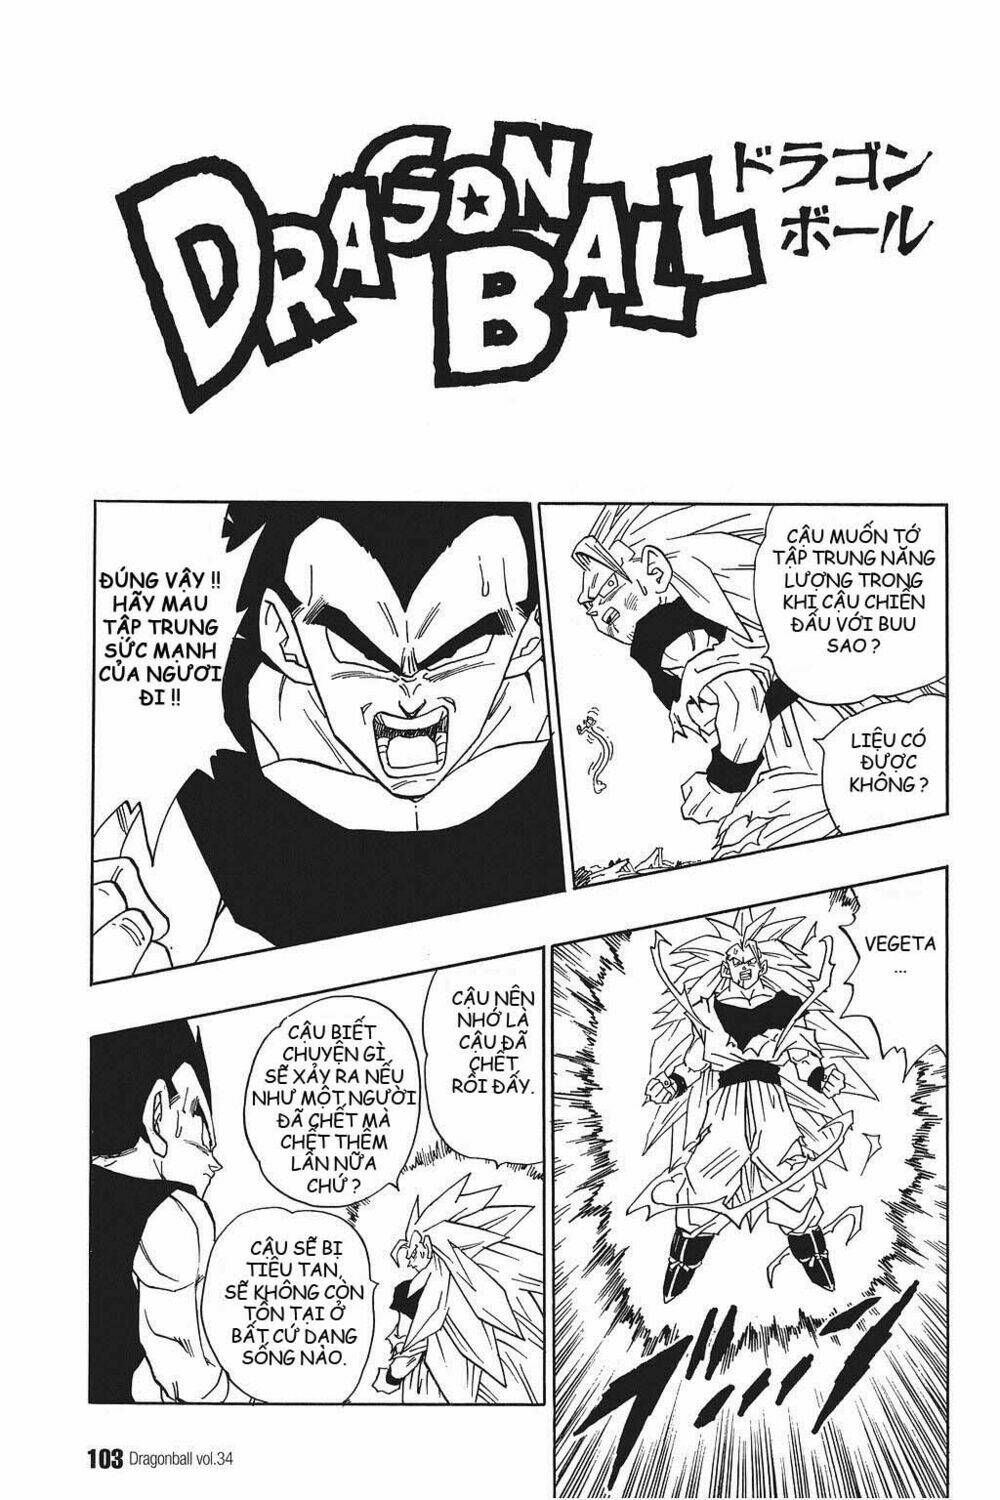 DRAGON BALL
ドラゴン
ボール
CẬU MUỐN TỚ
TẬP TRUNG NĂNG
LƯỢNG TRONG
KHI CẬU CHIẾN
ĐẤU VỚI BUU
SAO ?
LIỆU CÓ
ĐƯỢC
KHÔNG ?
ĐÚNG VẬY !!
HÃY MAU
TẬP TRUNG
SỨC MẠNH
CỦA NGƯƠI
ĐI !!
VEGETA
...
CẬU NÊN
NHỚ LÀ
CẬU ĐÃ
CHẾT
RỒI ĐẤY.
CẬU BIẾT
CHUYỆN GÌ
SẼ XẢY RA NẾU
NHƯ MỘT NGƯỜI
ĐÃ CHẾT MÀ
CHẾT THÊM
LẦN NỮA
CHỨ ?
CẬU SẼ BỊ
TIÊU TAN,
SẼ KHÔNG CÒN
TỒN TẠI Ở
BẤT CỨ DẠNG
SỐNG NÀO.
103 Dragonball vol.34